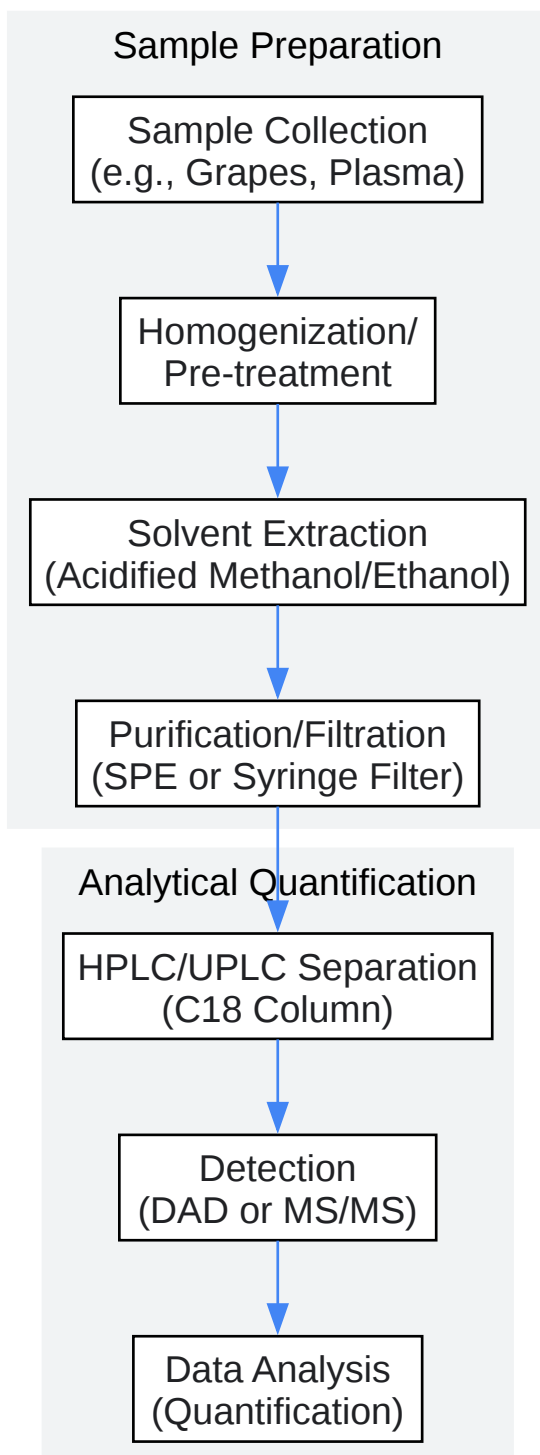 Sample Preparation
Sample Collection
(e.g., Grapes, Plasma)
Homogenization/
Pre-treatment
Solvent Extraction
(Acidified Methanol/Ethanol)
Purification/Filtration
(SPE or Syringe Filter)
Analytical Quantification
HPLC/UPLC Separation
(C18 Column)
Detection
(DAD or MS/MS)
Data Analysis
(Quantification)